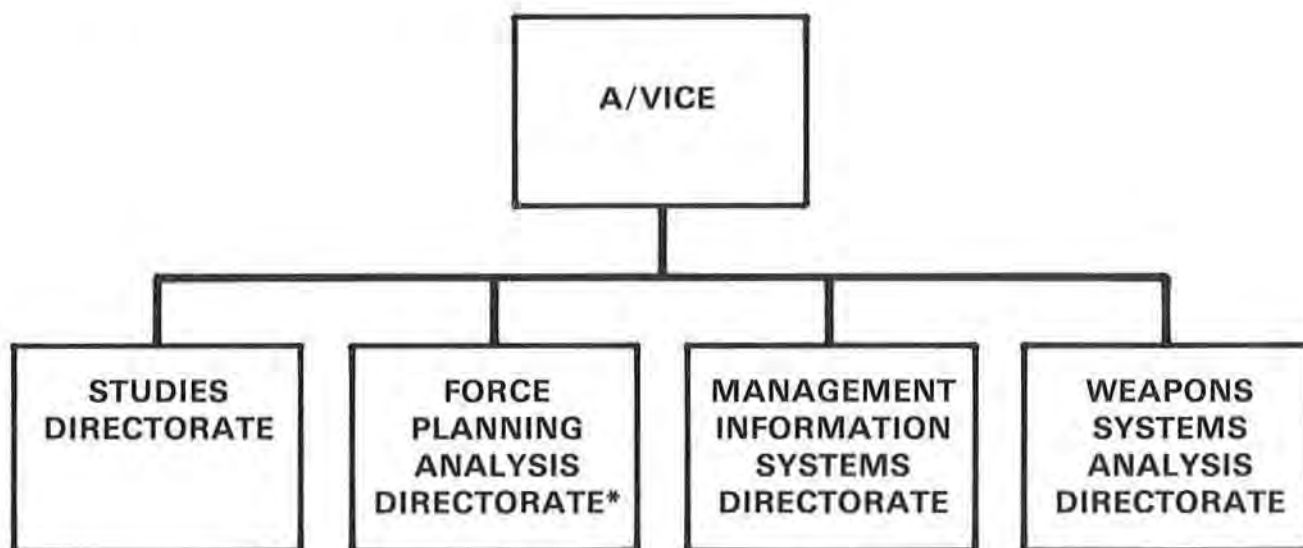 A/VICE
STUDIES
DIRECTORATE
FORCE
PLANNING
ANALYSIS
DIRECTORATE*
MANAGEMENT
INFORMATION
SYSTEMS
DIRECTORATE
WEAPONS
SYSTEMS
ANALYSIS
DIRECTORATE